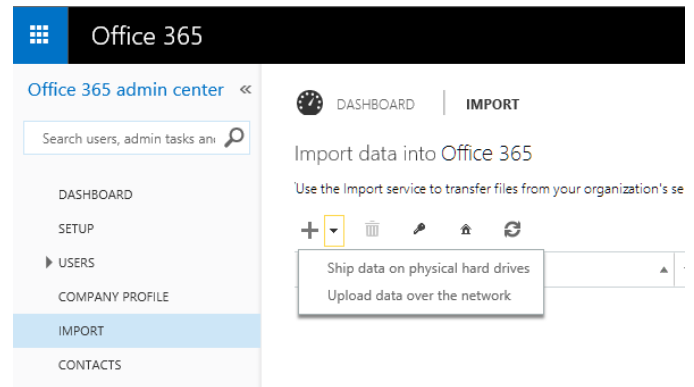 Office 365
Office 365 admin center «
Search users, admin tasks an
DASHBOARD
SETUP
USERS
COMPANY PROFILE
IMPORT
CONTACTS
DASHBOARD | IMPORT
Import data into Office 365
Use the Import service to transfer files from your organization's se
Ship data on physical hard drives
Upload data over the network